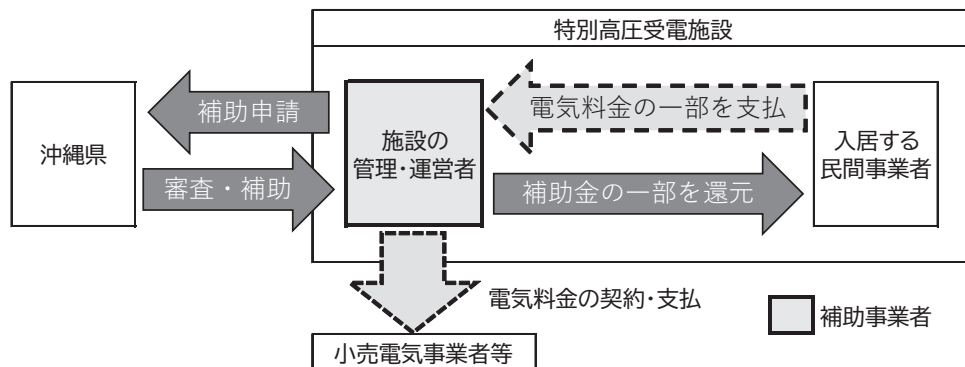 特別高圧受電施設
補助申請
電気料金の一部を支払
沖縄県
施設の
管理・運営者
入居する
民間事業者
審査・補助
補助金の一部を還元
電気料金の契約・支払
補助事業者
小売電気事業者等